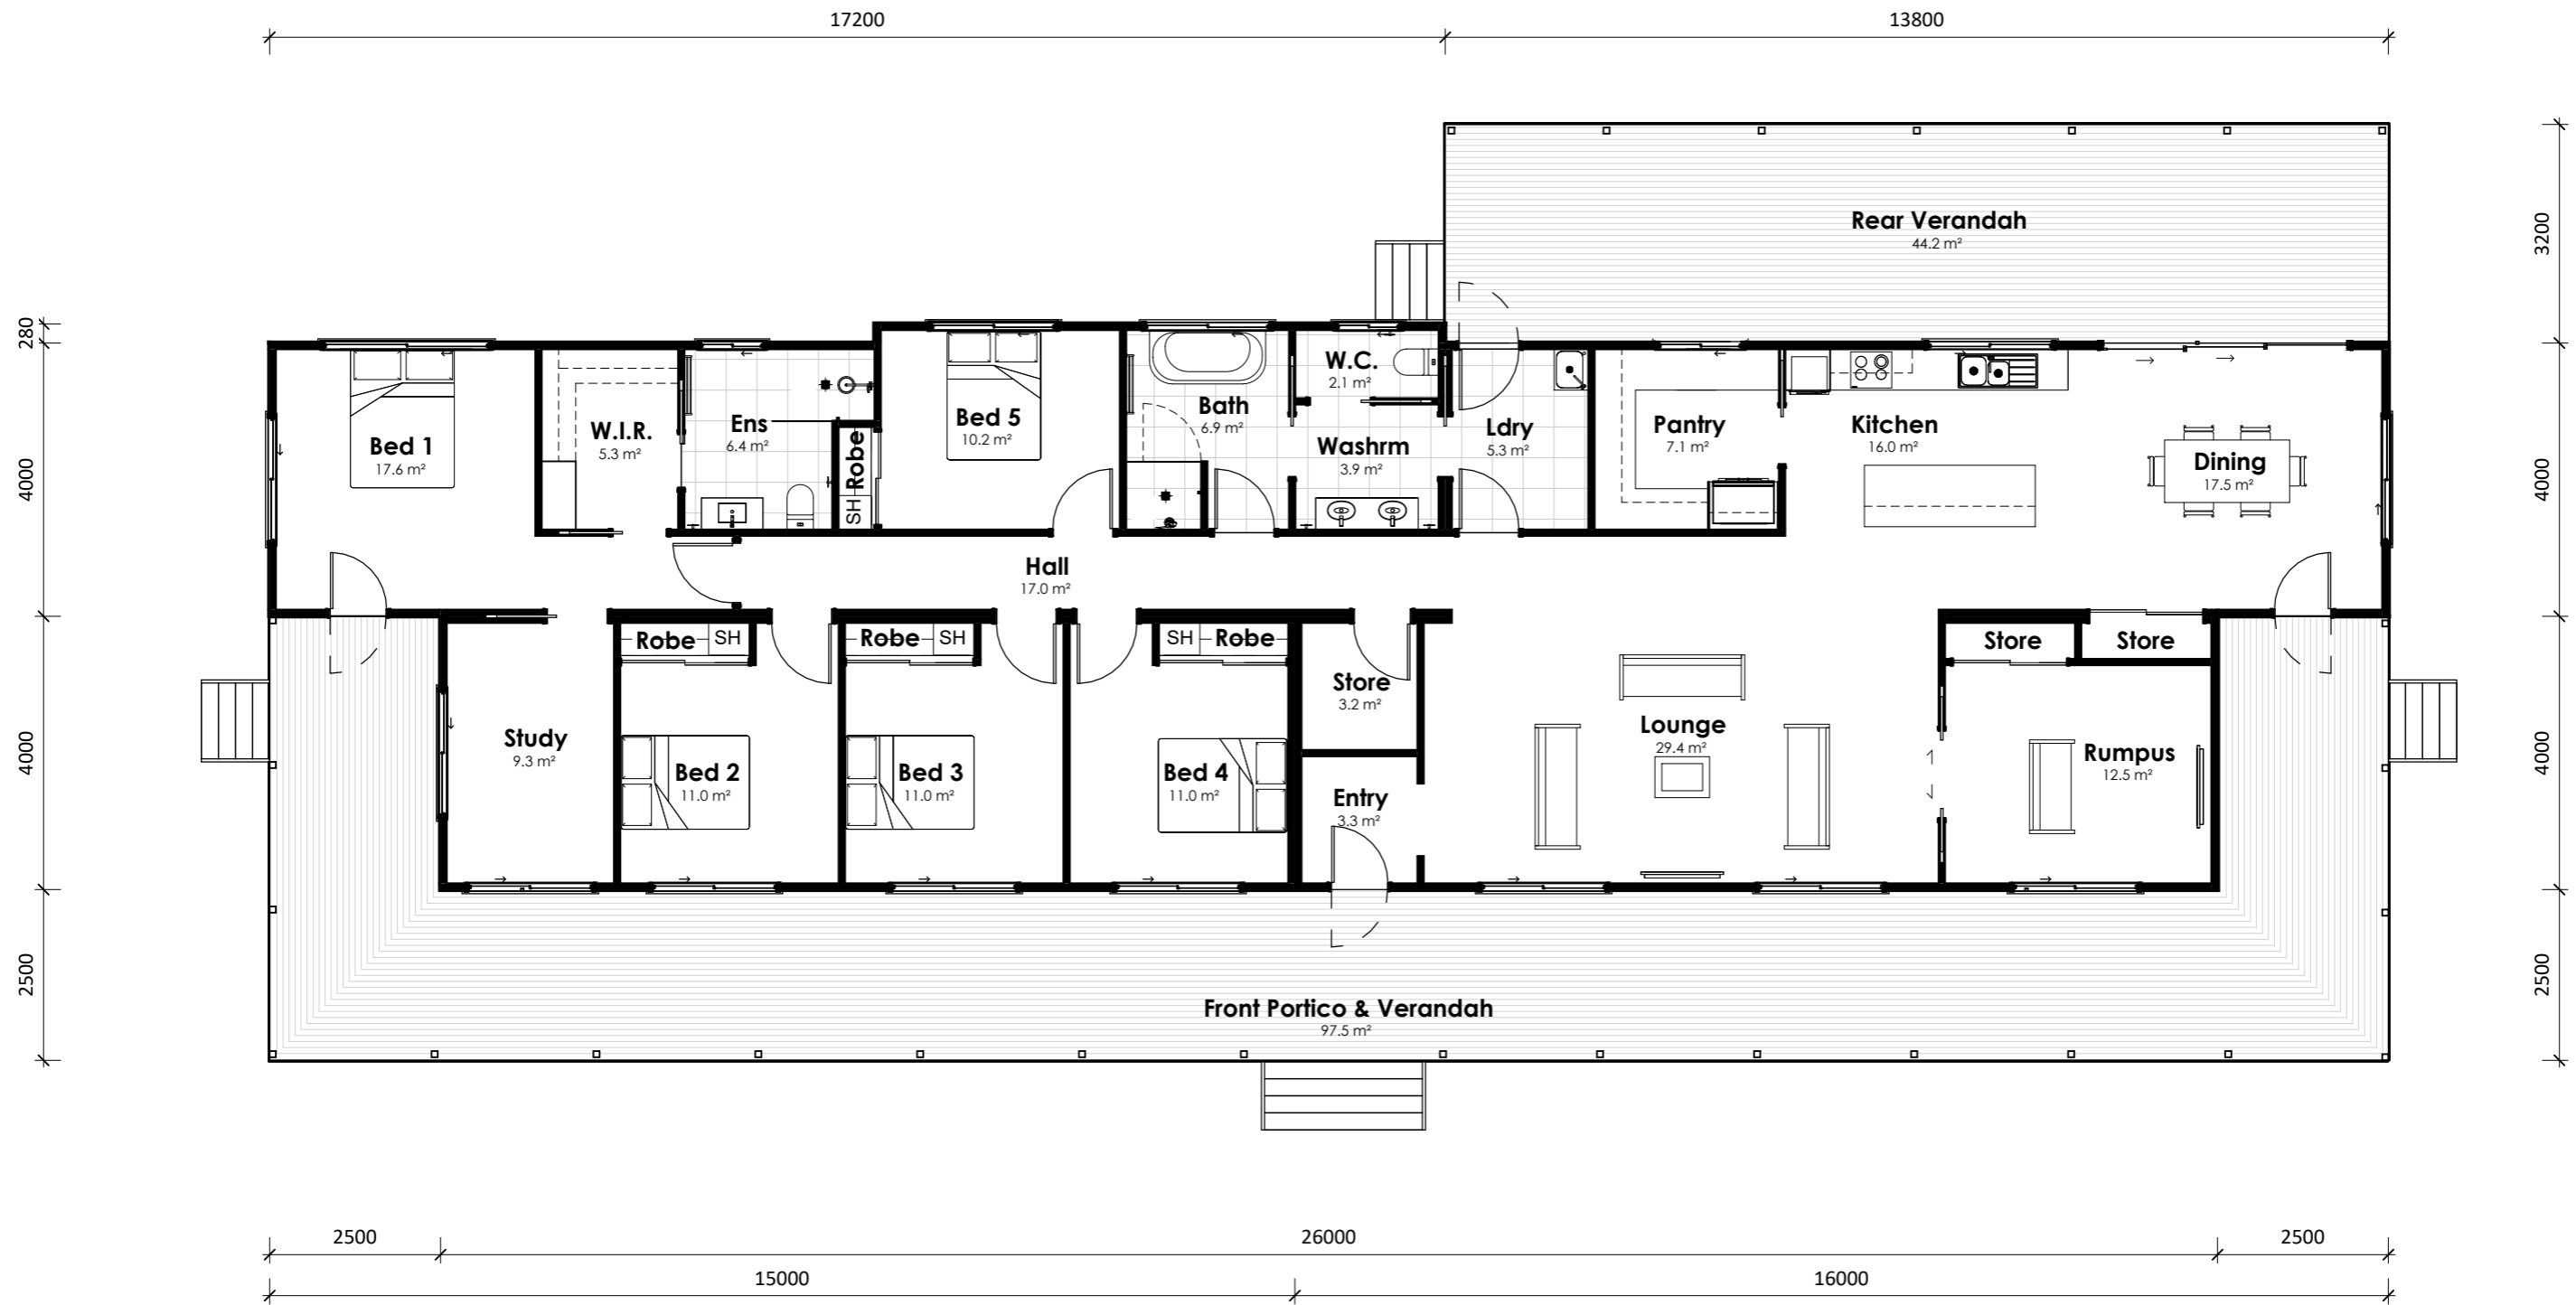 17200
13800
Rear Verandah
44.2 m²
3200
280
4000
4000
2500
4000
4000
2500
Bed 1
17.6 m²
W.I.R.
5.3 m²
Ens
6.4 m²
Robe
SH
Bed 5
10.2 m²
Bath
6.9 m²
W.C.
2.1 m²
Washrm
3.9 m²
Ldry
5.3 m²
Pantry
7.1 m²
Kitchen
16.0 m²
Dining
17.5 m²
Hall
17.0 m²
Robe SH
Robe SH
SH Robe
Store
Store
Store
3.2 m²
Study
9.3 m²
Bed 2
11.0 m²
Bed 3
11.0 m²
Bed 4
11.0 m²
Entry
3.3 m²
Lounge
29.4 m²
Rumpus
12.5 m²
Front Portico & Verandah
97.5 m²
2500
26000
2500
15000
16000